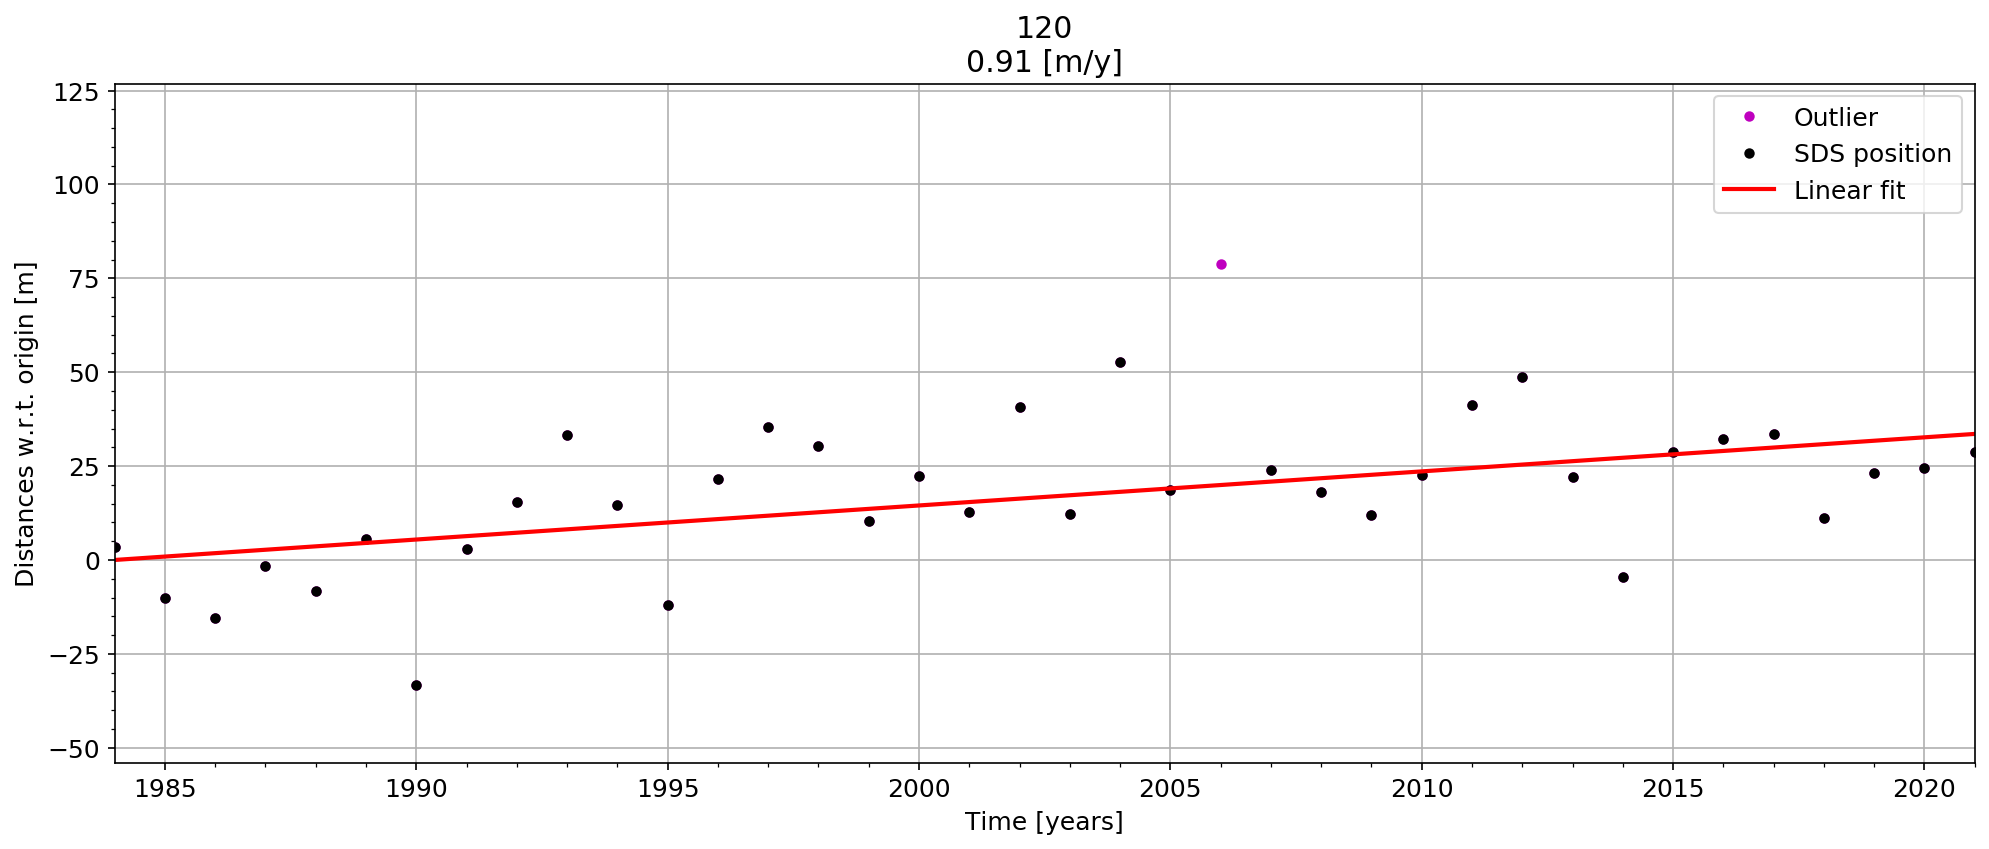 120
0.91 [m/y]
Distances w.r.t. origin [m]
125
100
75
50
25
0
−25
−50
Outlier
SDS position
Linear fit
1985 1990 1995 2000 2005 2010 2015 2020
Time [years]